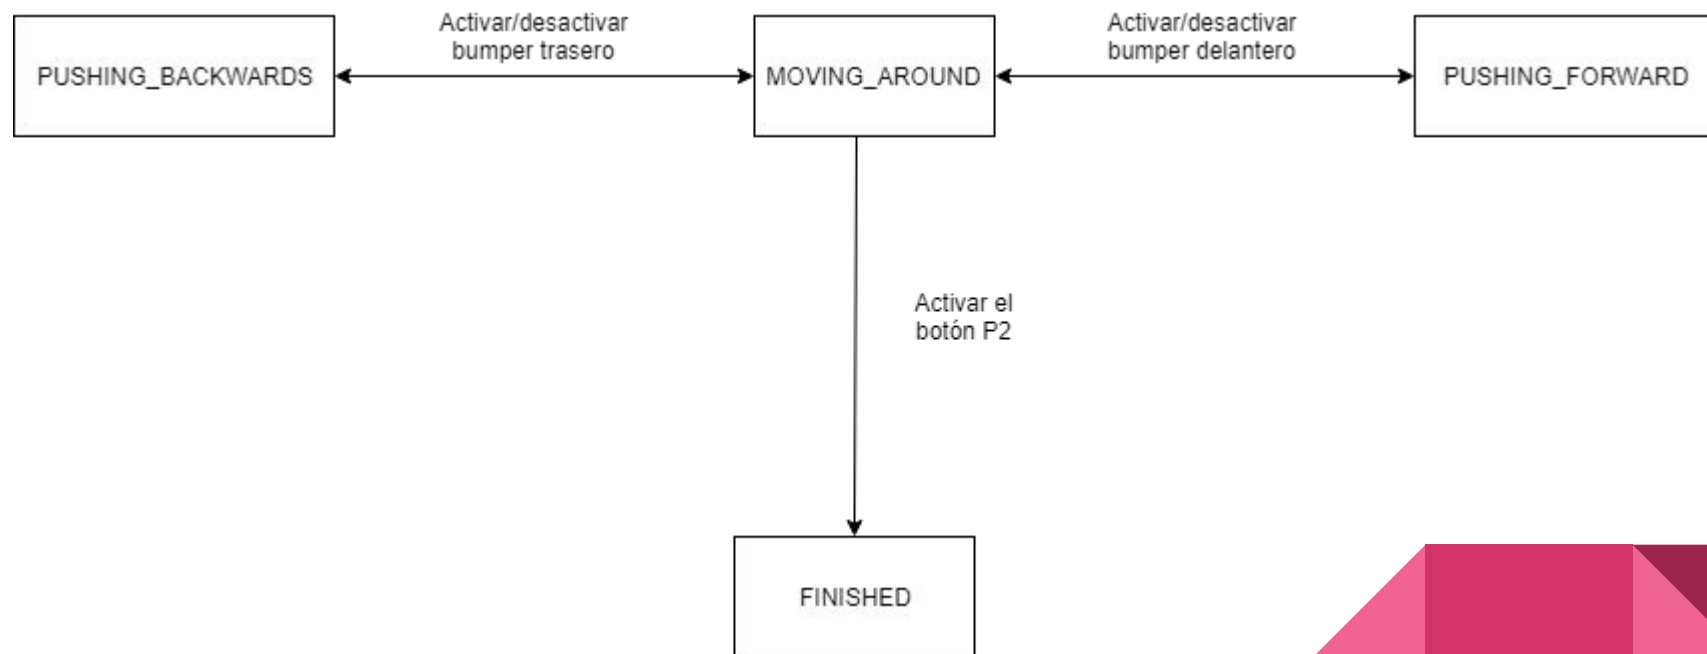 Activar/desactivar
bumper trasero
Activar/desactivar
bumper delantero
PUSHING_BACKWARDS
MOVING_AROUND
PUSHING_FORWARD
Activar el
botón P2
FINISHED